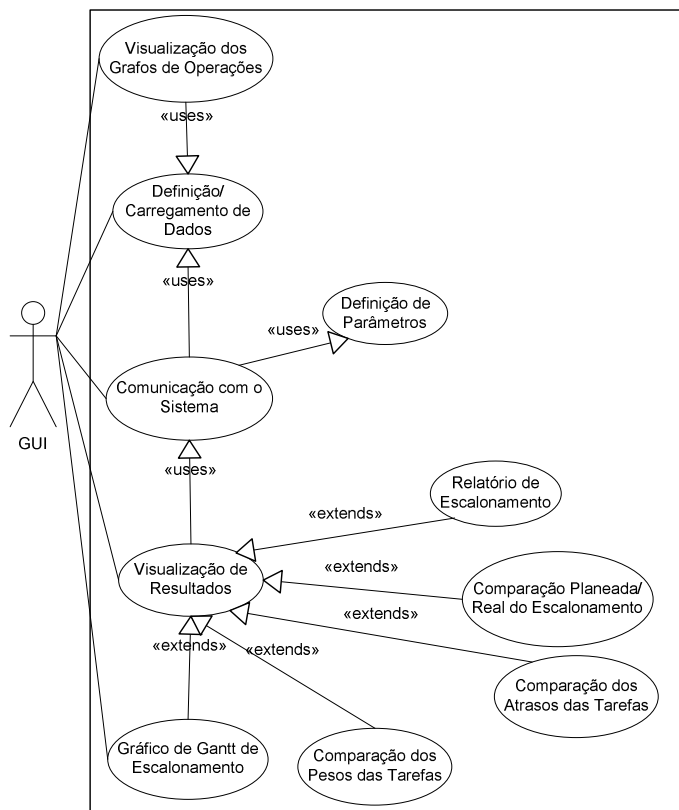 Visualização dos
Grafos de Operações
«uses»
Definição/
Carregamento de
Dados
«uses»
Definição de
Parâmetros
«uses»
Comunicação com o
Sistema
GUI
«uses»
Relatório de
Escalonamento
«extends»
Visualização de
Resultados
«extends»
Comparação Planeada/
Real do Escalonamento
«extends»
«extends»
«extends»
Comparação dos
Atrasos das Tarefas
Gráfico de Gantt de
Escalonamento
Comparação dos
Pesos das Tarefas